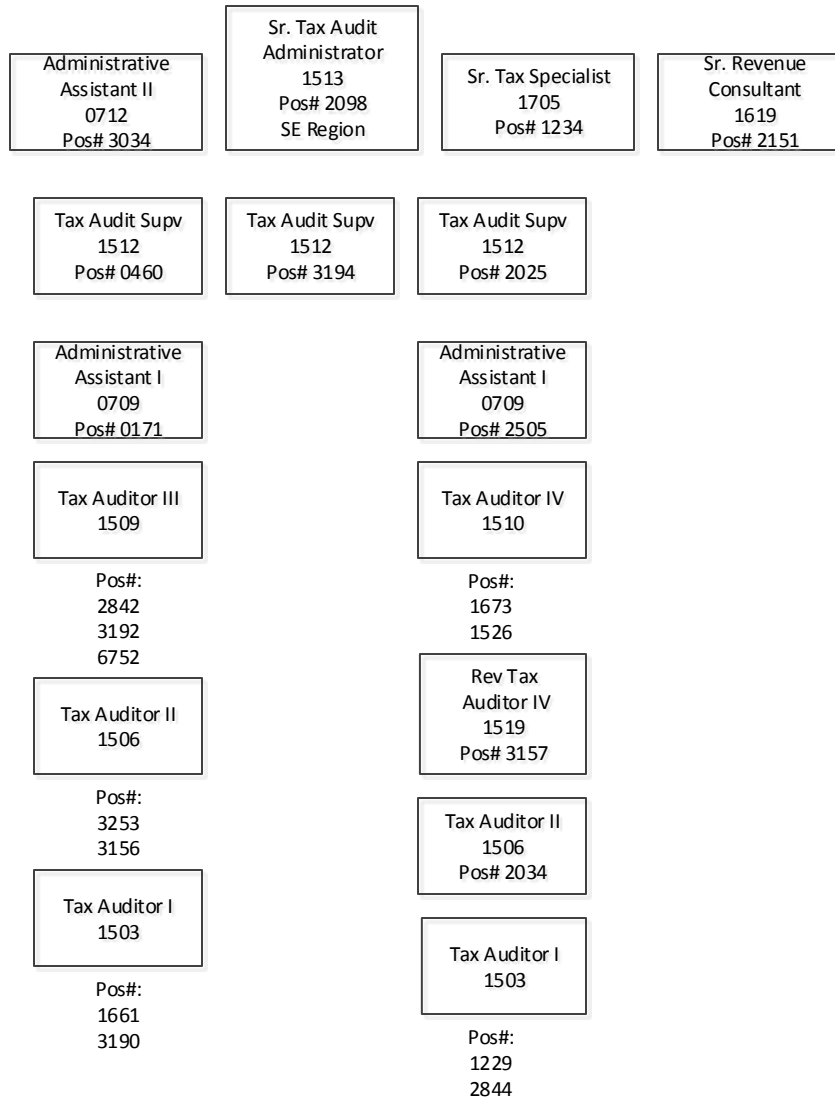 Administrative
Assistant II
0712
Pos# 3034
Sr. Tax Audit
Administrator
1513
Pos# 2098
SE Region
Sr. Tax Specialist
1705
Pos# 1234
Sr. Revenue
Consultant
1619
Pos# 2151
Tax Audit Supv
1512
Pos# 0460
Tax Audit Supv
1512
Pos# 3194
Tax Audit Supv
1512
Pos# 2025
Administrative
Assistant I
0709
Pos# 0171
Administrative
Assistant I
0709
Pos# 2505
Tax Auditor III
1509
Pos#:
2842
3192
6752
Tax Auditor IV
1510
Pos#:
1673
1526
Tax Auditor II
1506
Pos#:
3253
3156
Rev Tax
Auditor IV
1519
Pos# 3157
Tax Auditor II
1506
Pos# 2034
Tax Auditor I
1503
Pos#:
1661
3190
Tax Auditor I
1503
Pos#:
1229
2844